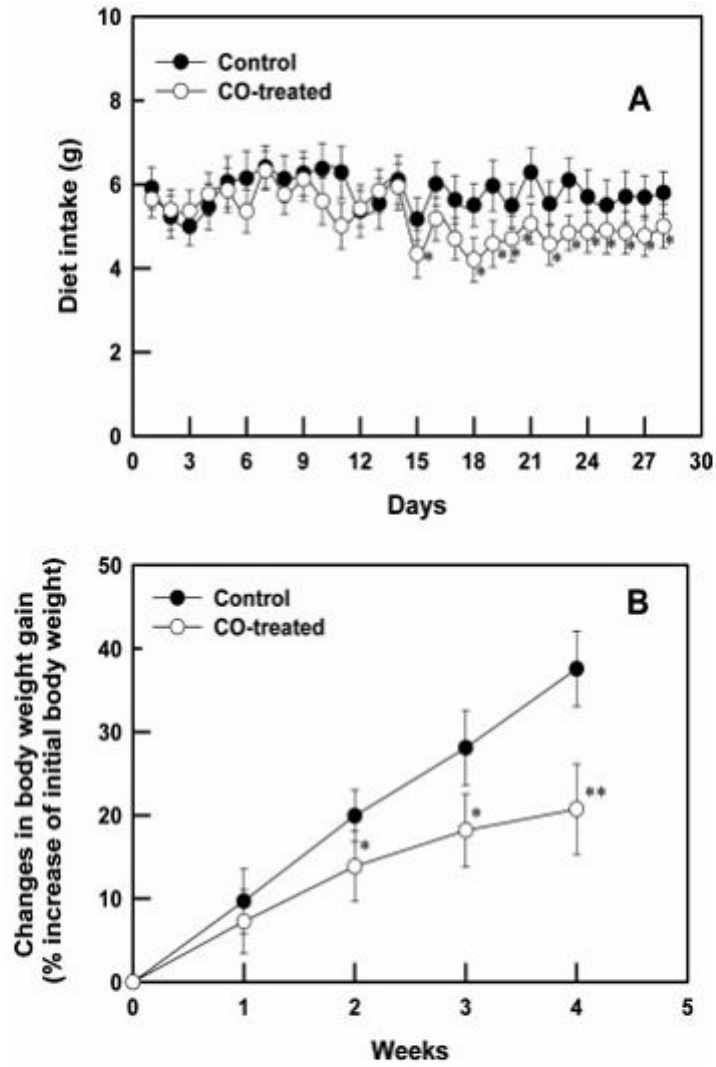 10
8
6
4
2
0
Diet intake (g)
Control
CO-treated
A
* * * * * * * * * * * *
0 3 6 9 12 15 18 21 24 27 30
Days
50
40
30
20
10
0
Changes in body weight gain
(% increase of initial body weight)
Control
CO-treated
B
*
*
**
0 1 2 3 4 5
Weeks